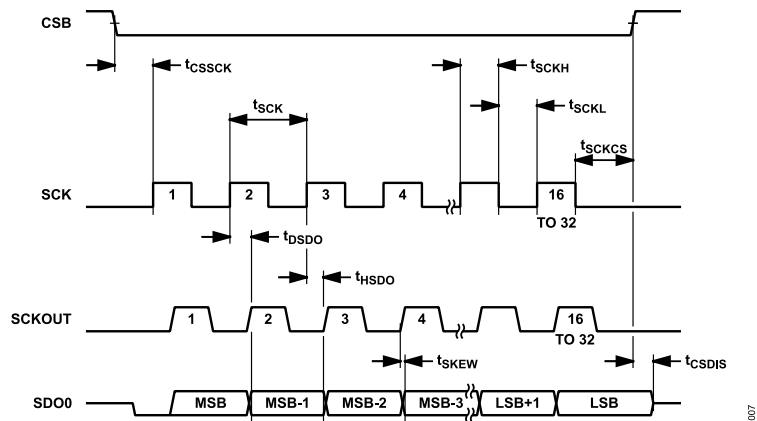 CSB
tCSSCK
tSCKH
tSCK
tSCKL
tSCKCS
SCK
1
2
3
4
16
TO 32
tDSDO
tHSDO
SCKOUT
1
2
3
4
16
TO 32
tSKEW
tCSDIS
SDO0
MSB
MSB-1
MSB-2
MSB-3
LSB+1
LSB
007